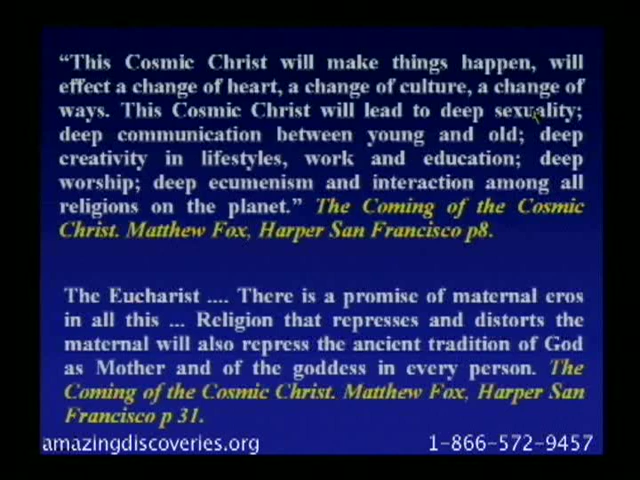 “This Cosmic Christ will make things happen, will
effect a change of heart, a change of culture, a change of
ways. This Cosmic Christ will lead to deep sexuality;
deep communication between young and old; deep
creativity in lifestyles, work and education; deep
worship; deep ecumenism and interaction among all
religions on the planet.” The Coming of the Cosmic
Christ. Matthew Fox, Harper San Francisco p8.
The Eucharist .... There is a promise of maternal eros
in all this ... Religion that represses and distorts the
maternal will also repress the ancient tradition of God
as Mother and of the goddess in every person. The
Coming of the Cosmic Christ. Matthew Fox, Harper San
Francisco p 31.
amazingdiscoveries.org 1-866-572-9457